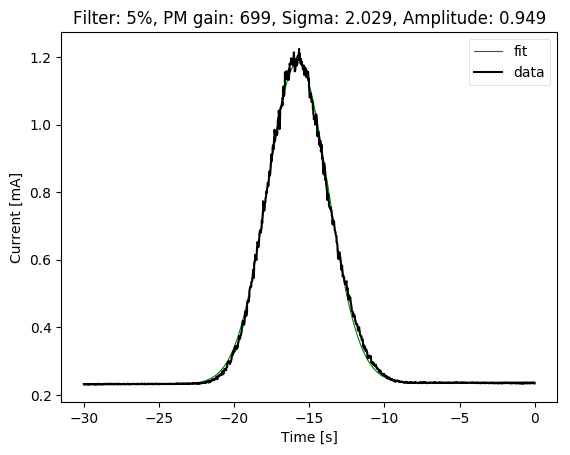 Filter: 5%, PM gain: 699, Sigma: 2.029, Amplitude: 0.949
fit
data
1.2
1.0
0.8
0.6
0.4
0.2
Current [mA]
−30 −25 −20 −15 −10 −5 0
Time [s]